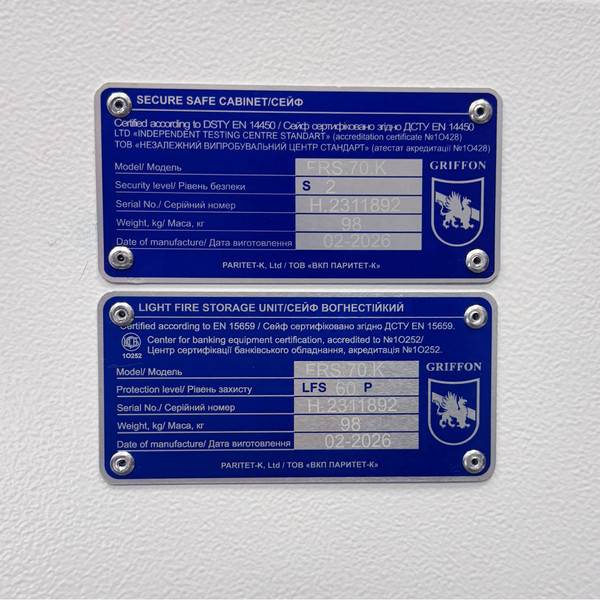 SECURE SAFE CABINET/СЕЙФ
Certified according to DSTY EN 14450 / Сейф сертифіковано згідно ДСТУ EN 14450
LTD «INDEPENDENT TESTING CENTRE STANDART» (accreditation certificate №1О428)
ТОВ «НЕЗАЛЕЖНИЙ ВИПРОБУВАЛЬНИЙ ЦЕНТР СТАНДАРТ» (атестат акредитації №1О428)
Model/ Модель FRS.70.K
GRIFFON
Security level/ Рівень безпеки S 2
Serial No./ Серійний номер H.2311892
Weight, kg/ Маса, кг 98
Date of manufacture/ Дата виготовлення 02-2026
PARITET-K, Ltd / ТОВ «ВКП ПАРИТЕТ-К»
LIGHT FIRE STORAGE UNIT/СЕЙФ ВОГНЕСТІЙКИЙ
Certified according to EN 15659 / Сейф сертифіковано згідно ДСТУ EN 15659.
Center for banking equipment certification, accredited to №1О252/
1О252
Центр сертифікації банківського обладнання, акредитація №1О252.
Model/ Модель FRS.70.K
GRIFFON
Protection level/ Рівень захисту LFS 60 P
Serial No./ Серійний номер H.2311892
Weight, kg/ Маса, кг 98
Date of manufacture/ Дата виготовлення 02-2026
PARITET-K, Ltd / ТОВ «ВКП ПАРИТЕТ-К»